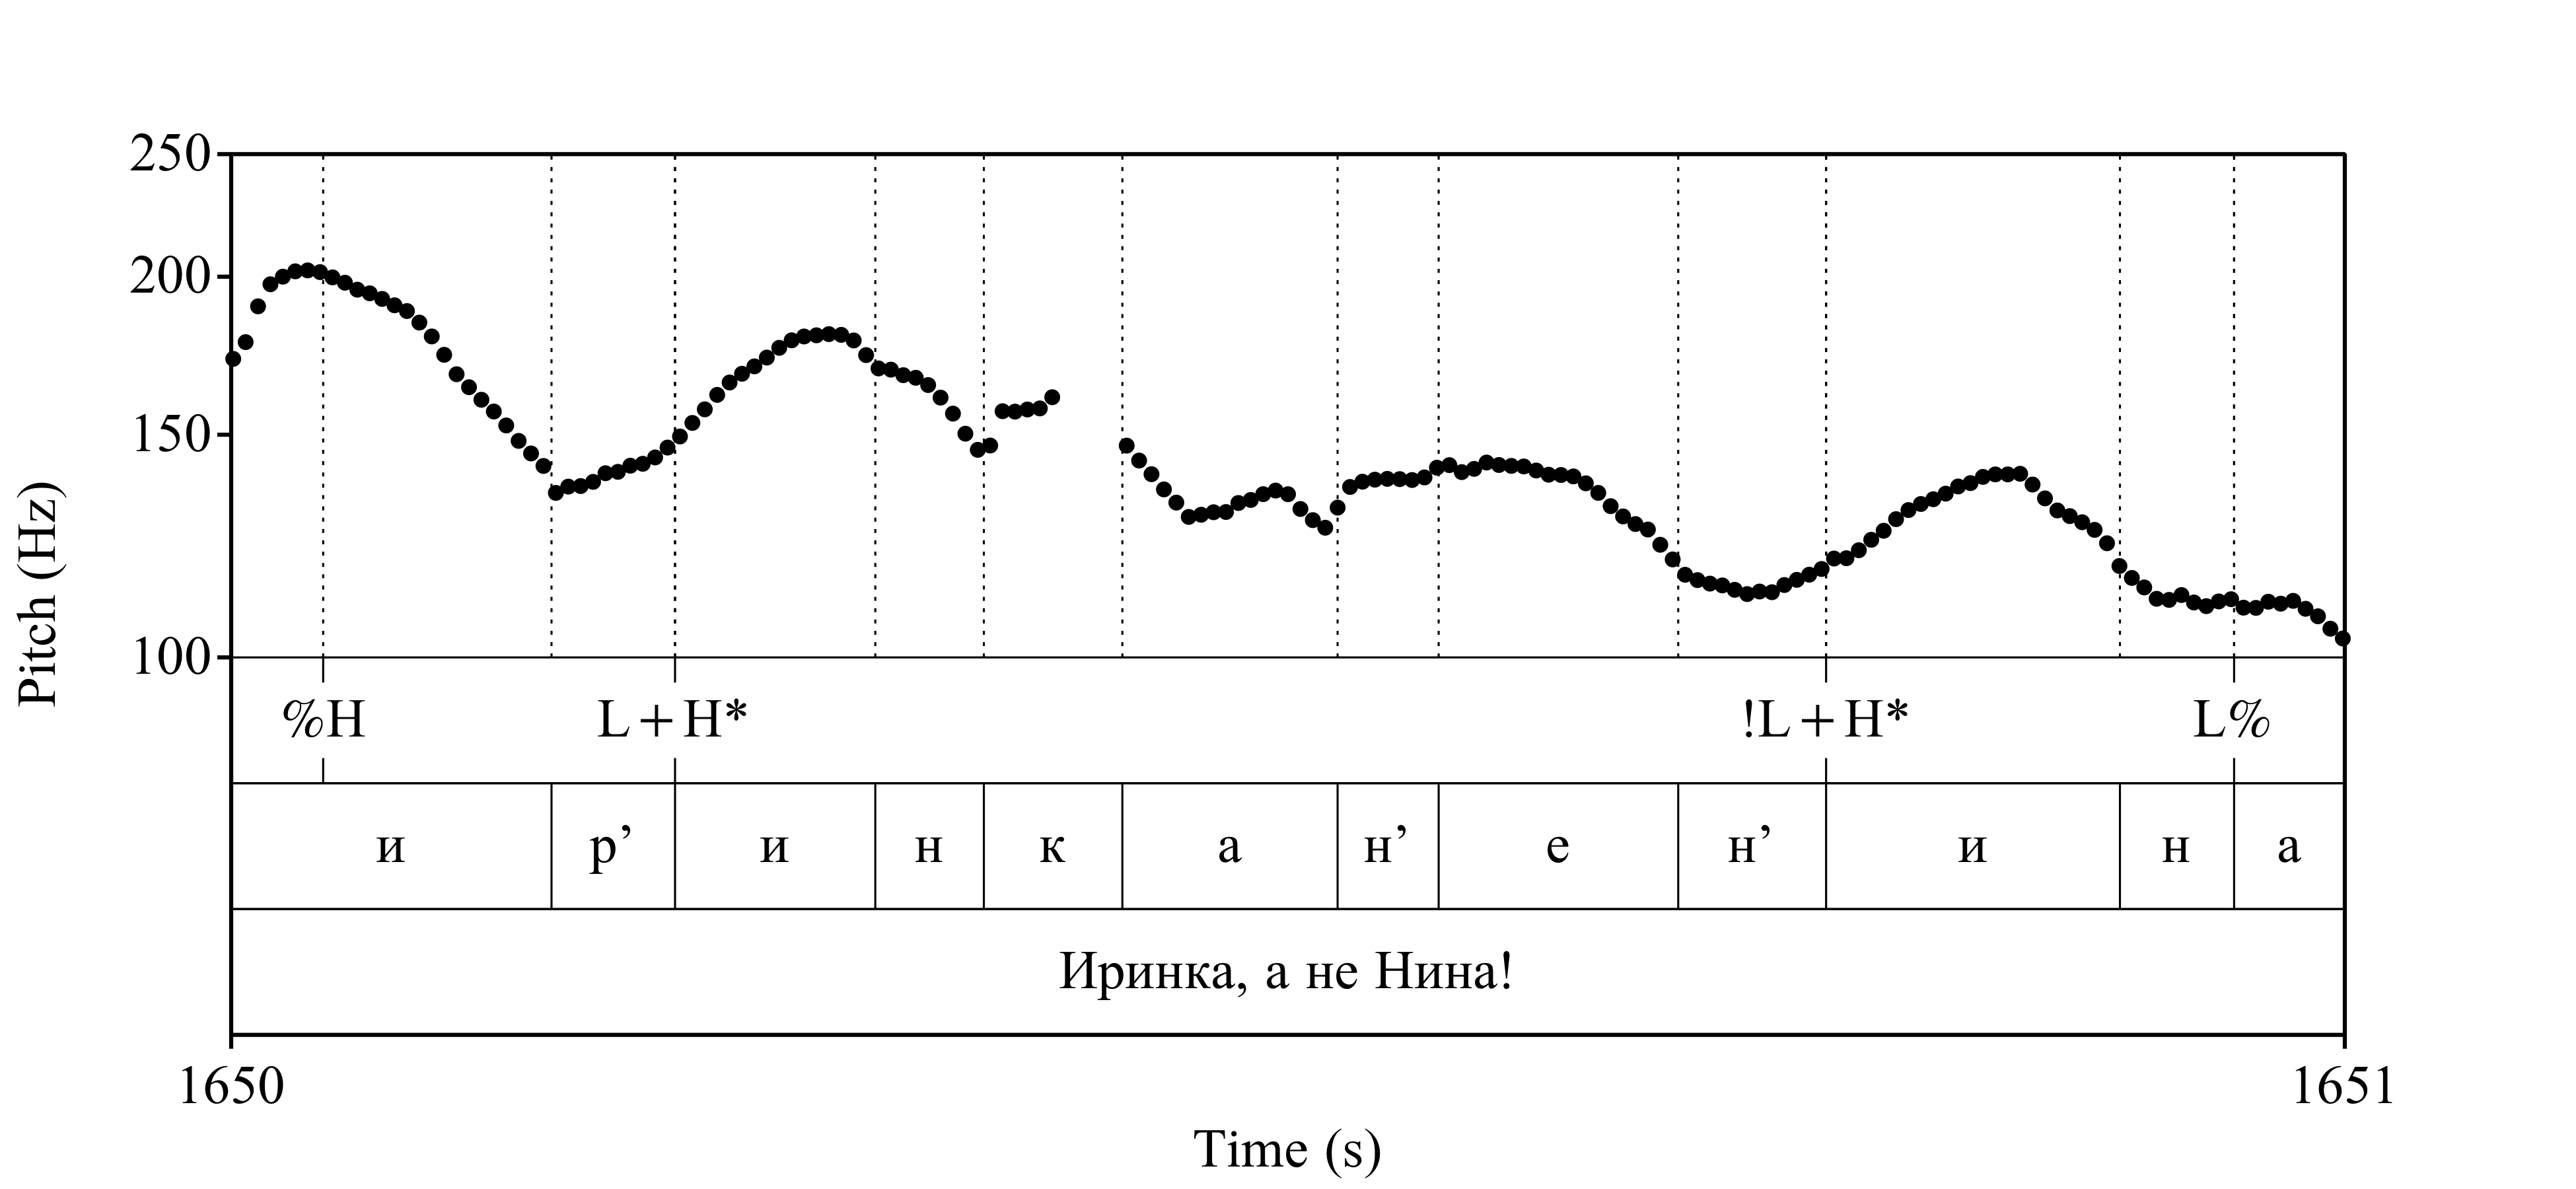 250
200
150
100
Pitch (Hz)
%H L+H* !L+H* L%
и р’ и н к а н’ е н’ и н а
Иринка, а не Нина!
1650 1651
Time (s)